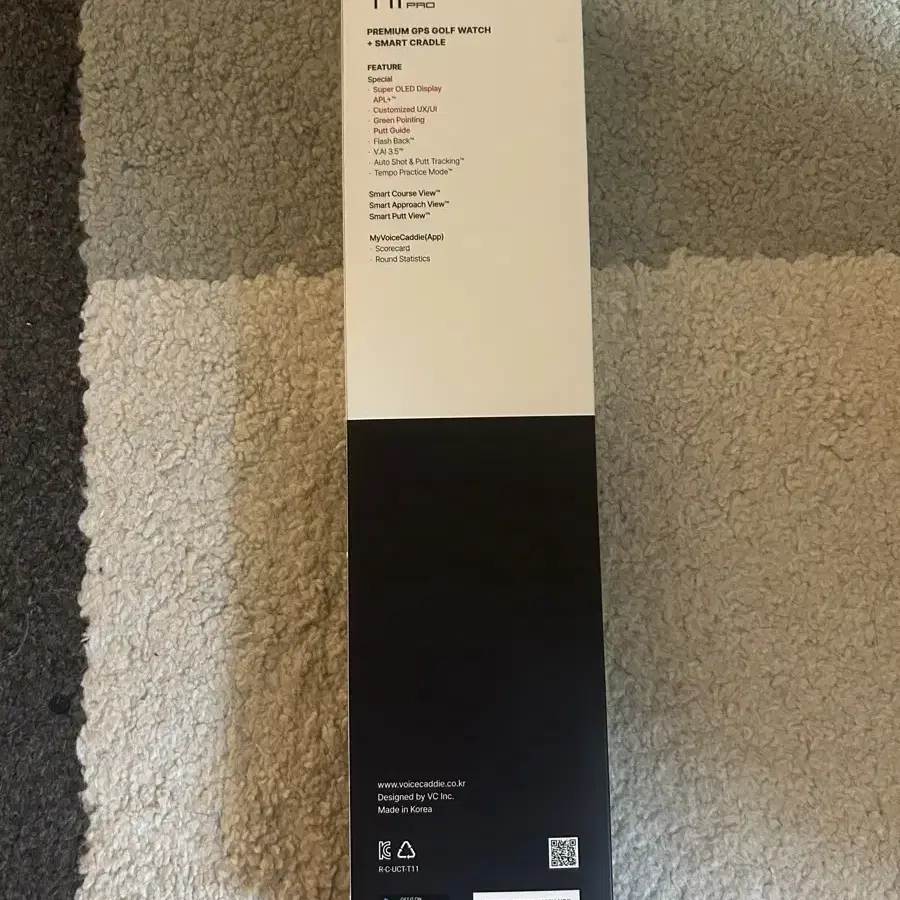 PRO
PREMIUM GPS GOLF WATCH
+ SMART CRADLE
FEATURE
Special
· Super OLED Display
APL+™
· Customized UX/UI
· Green Pointing
Putt Guide
· Flash Back™
· V.AI 3.5™
· Auto Shot & Putt Tracking™
· Tempo Practice Mode™
Smart Course View™
Smart Approach View™
Smart Putt View™
MyVoiceCaddie(App)
· Scorecard
· Round Statistics
www.voicecaddie.co.kr
Designed by VC Inc.
Made in Korea
R-C-UCT-T11